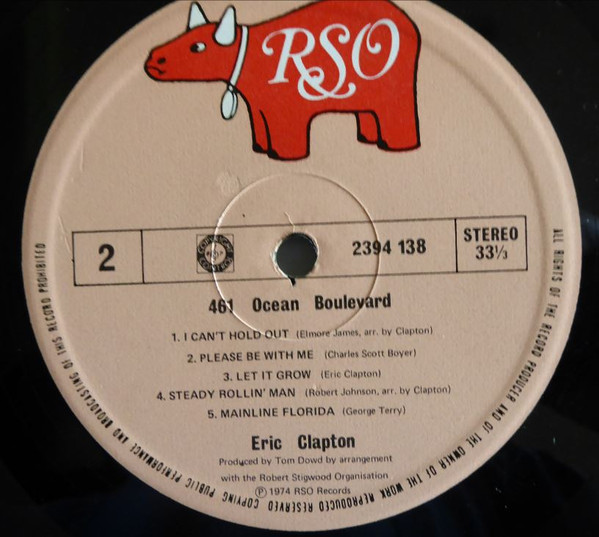 RSO
2
2394 138
STEREO
33⅓
461 Ocean Boulevard
1. I CAN'T HOLD OUT (Elmore James, arr. by Clapton)
2. PLEASE BE WITH ME (Charles Scott Boyer)
3. LET IT GROW (Eric Clapton)
4. STEADY ROLLIN' MAN (Robert Johnson, arr. by Clapton)
5. MAINLINE FLORIDA (George Terry)
Eric Clapton
Produced by Tom Dowd by arrangement
with the Robert Stigwood Organisation
Ⓟ 1974 RSO Records
ALL RIGHTS OF THE RECORD PRODUCER AND OF THE OWNER OF THE WORK REPRODUCED RESERVED COPYING PUBLIC PERFORMANCE AND BROADCASTING OF THIS RECORD PROHIBITED